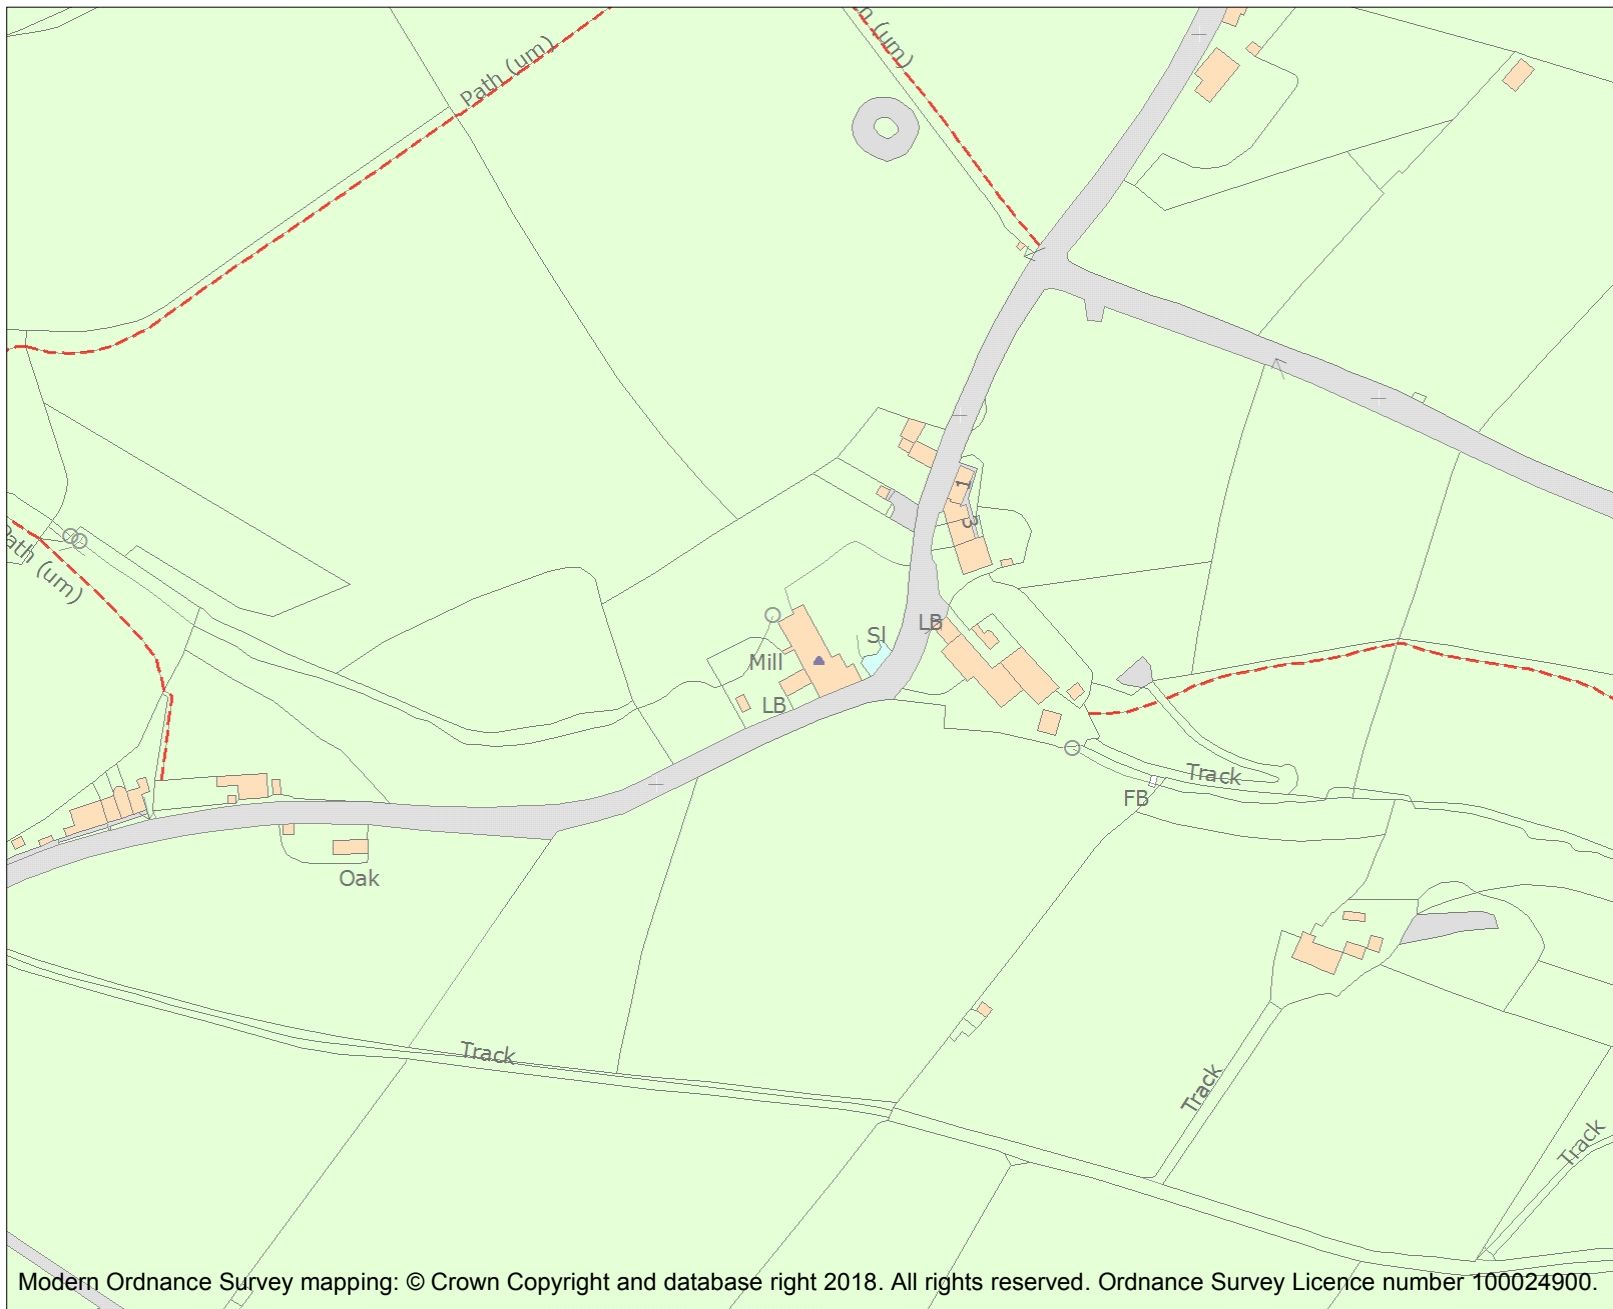 Path (um)
(um)
1
3
Path (um)
LB
Sl
Mill
LB
Track
FB
Oak
Track
Track
Track
Modern Ordnance Survey mapping: © Crown Copyright and database right 2018. All rights reserved. Ordnance Survey Licence number 100024900.